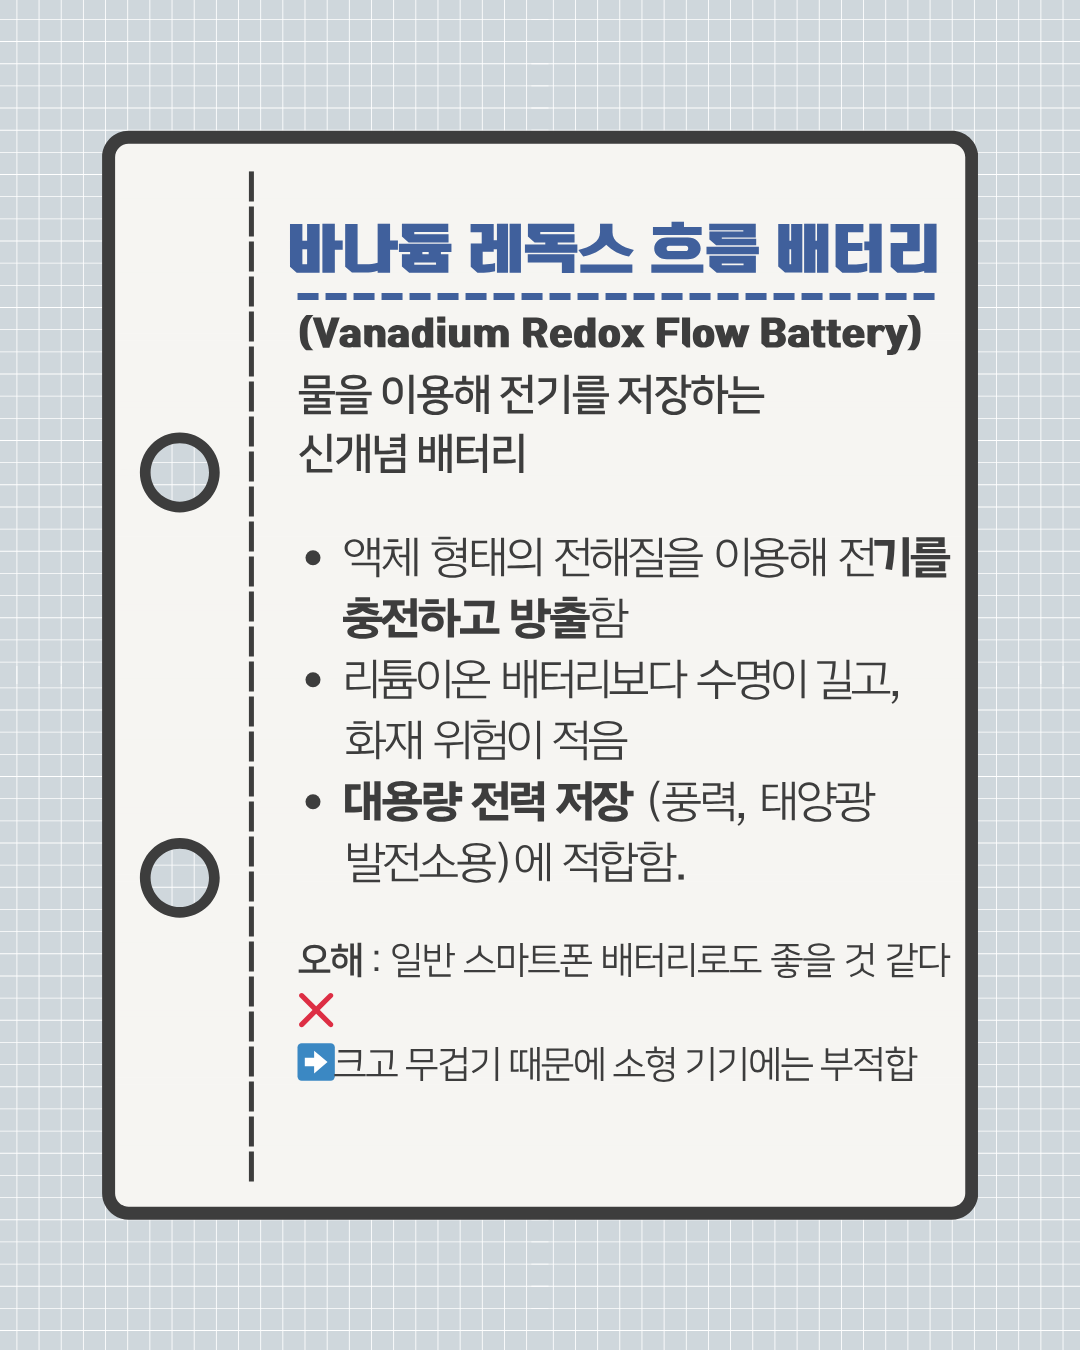 바나듐 레독스 흐름 배터리
(Vanadium Redox Flow Battery)
물을 이용해 전기를 저장하는
신개념 배터리
• 액체 형태의 전해질을 이용해 전기를
충전하고 방출함
• 리튬이온 배터리보다 수명이 길고,
화재 위험이 적음
• 대용량 전력 저장 (풍력, 태양광
발전소용)에 적합함.
오해 : 일반 스마트폰 배터리로도 좋을 것 같다
❌
➡️크고 무겁기 때문에 소형 기기에는 부적합